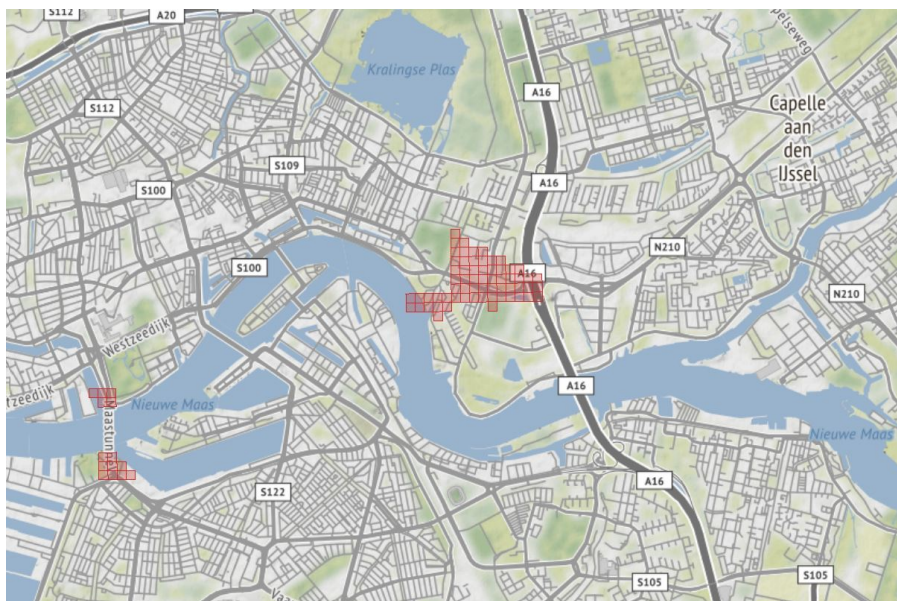 S112
A20
Kralingse Plas
A16
Capelle
aan
den
IJssel
S112
S109
S100
A16
S100
A16
N210
N210
Westzeedijk
tzeedijk
Nieuwe Maas
Maastunnel
A16
Nieuwe Maas
S122
A16
S105
S105